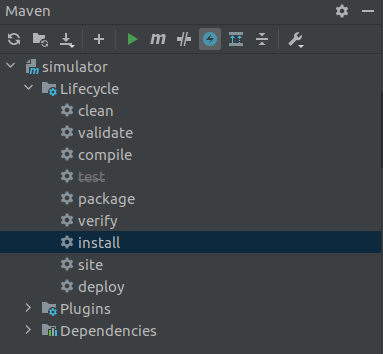 Maven
simulator
Lifecycle
clean
validate
compile
test
package
verify
install
site
deploy
Plugins
Dependencies